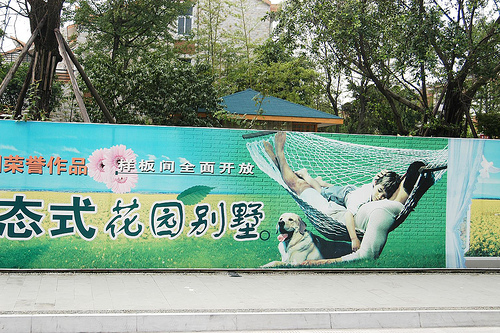 荣誉作品 样板间全面开放
态式花园别墅。